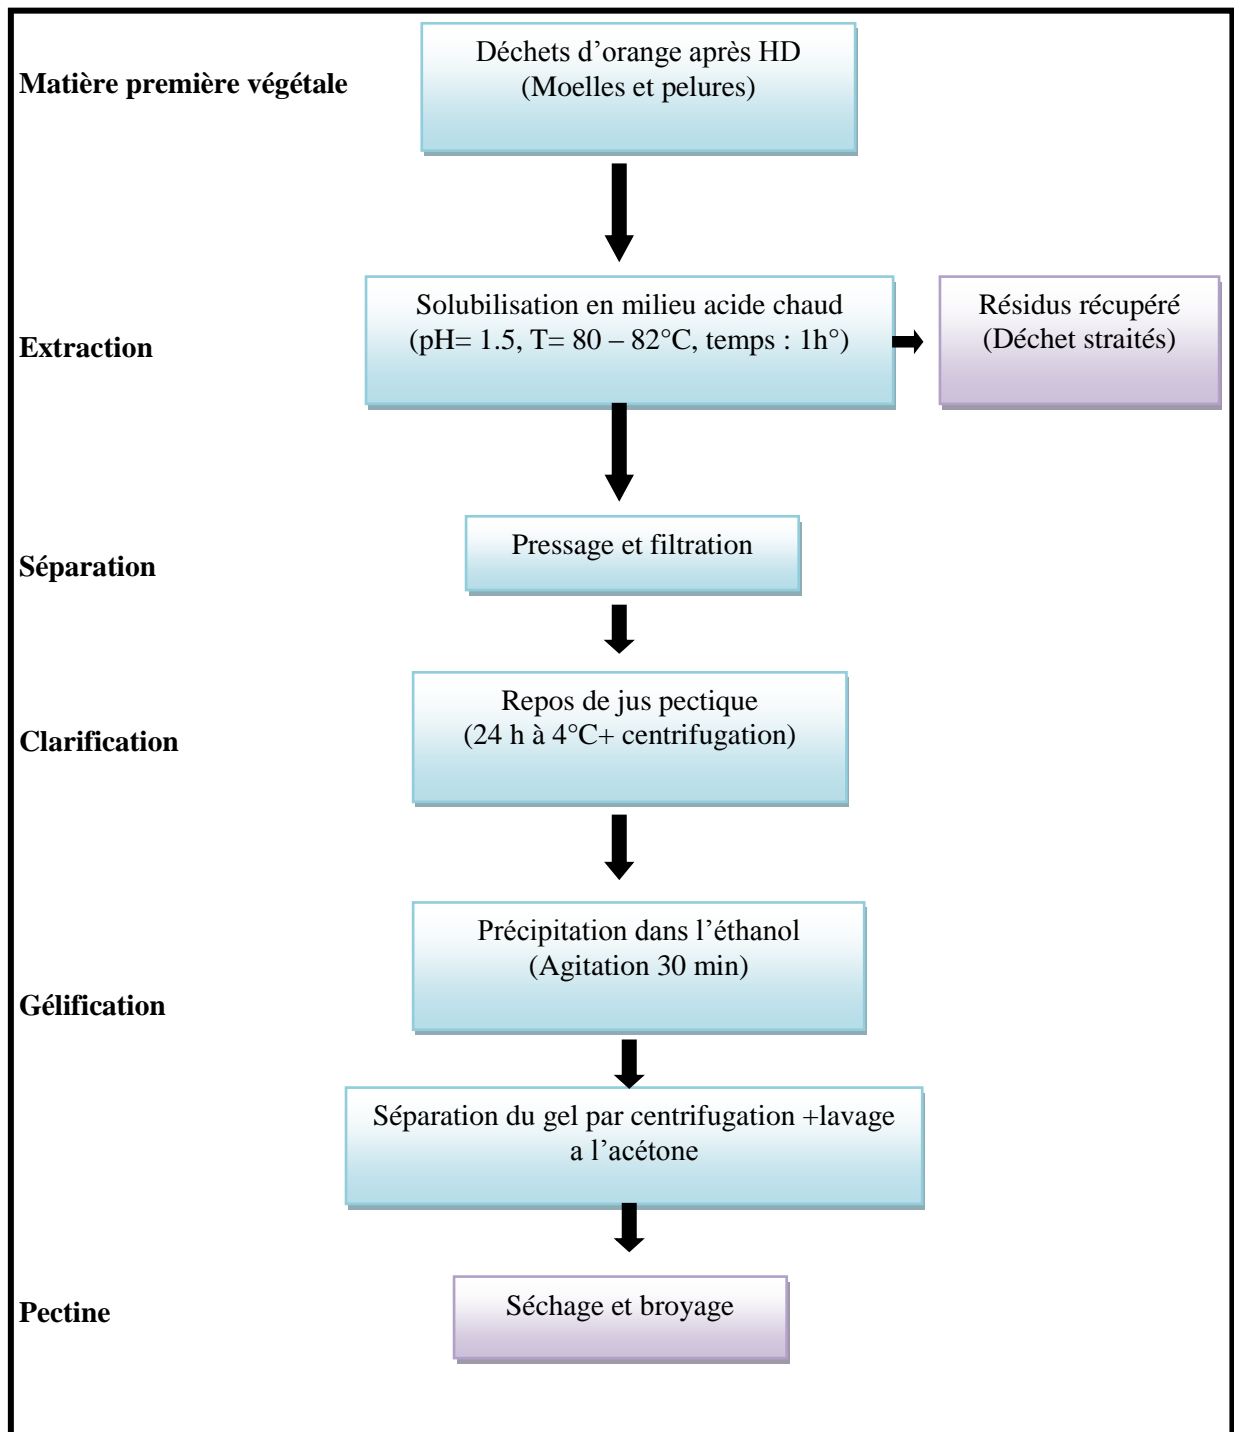 Déchets d'orange après HD
Matière première végétale
(Moelles et pelures)
Solubilisation en milieu acide chaud
(pH= 1.5, T= 80 – 82°C, temps : 1h°)
Résidus récupéré
(Déchet straités)
Extraction
Pressage et filtration
Séparation
Repos de jus pectique
(24 h à 4°C+ centrifugation)
Clarification
Précipitation dans l'éthanol
(Agitation 30 min)
Gélification
Séparation du gel par centrifugation +lavage
a l'acétone
Séchage et broyage
Pectine